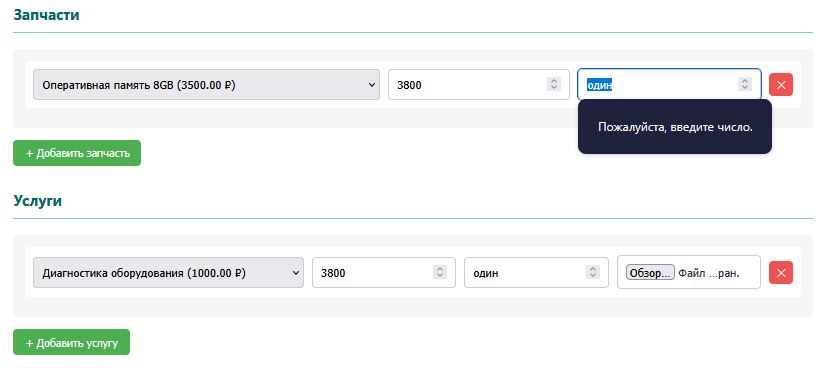 Запчасти
Оперативная память 8GB (3500.00 ₽) 3800 один
Пожалуйста, введите число.
+ Добавить запчасть
Услуги
Диагностика оборудования (1000.00 ₽) 3800 один Обзор... Файл ...ран.
+ Добавить услугу